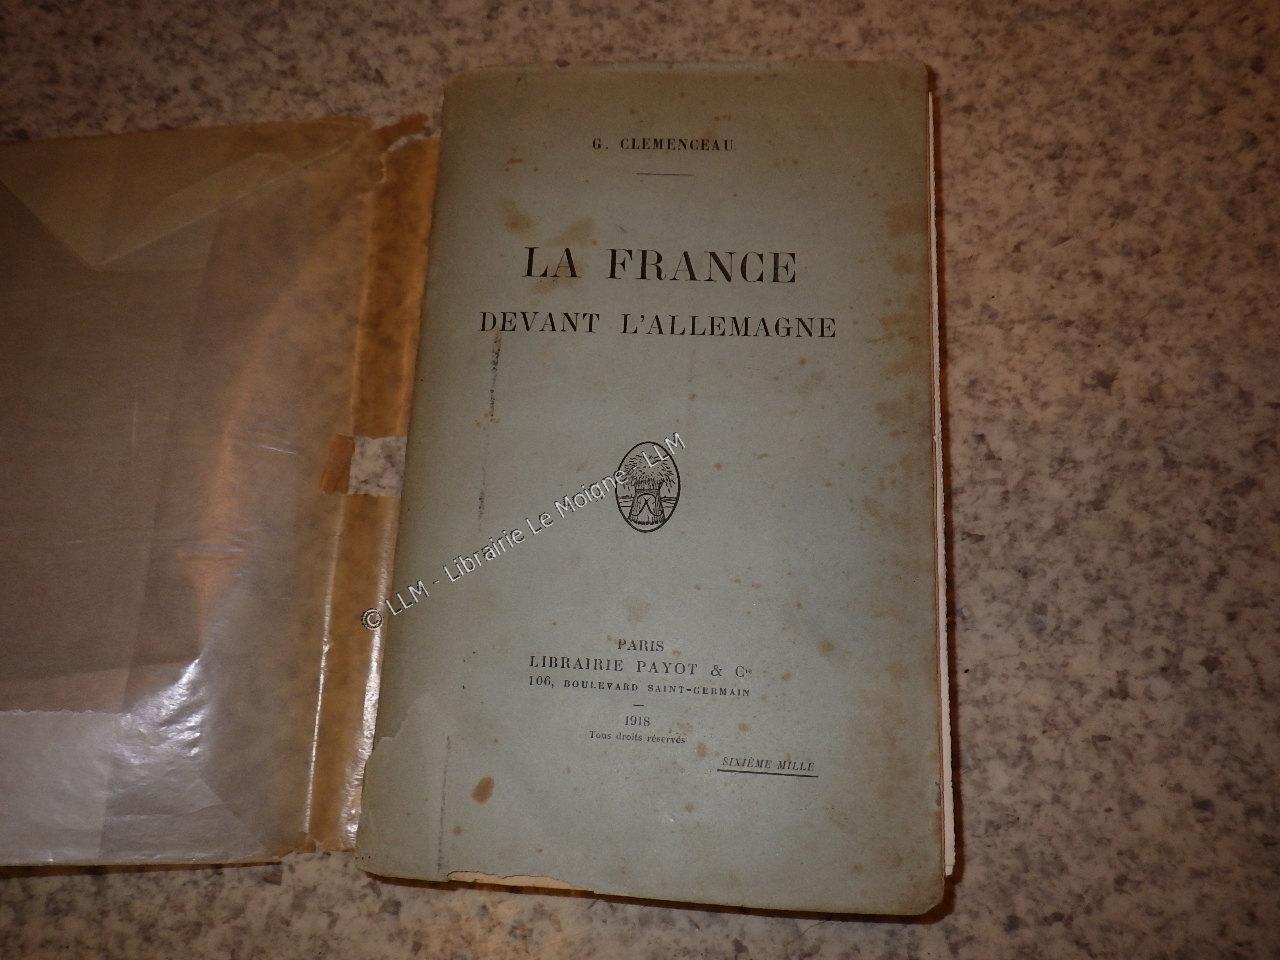 G. CLEMENCEAU
LA FRANCE
DEVANT L'ALLEMAGNE
© LLM - Librairie Le Moigne - LLM
PARIS
LIBRAIRIE PAYOT & Cie
106, BOULEVARD SAINT-GERMAIN
1918
Tous droits réservés
SIXIÈME MILLE